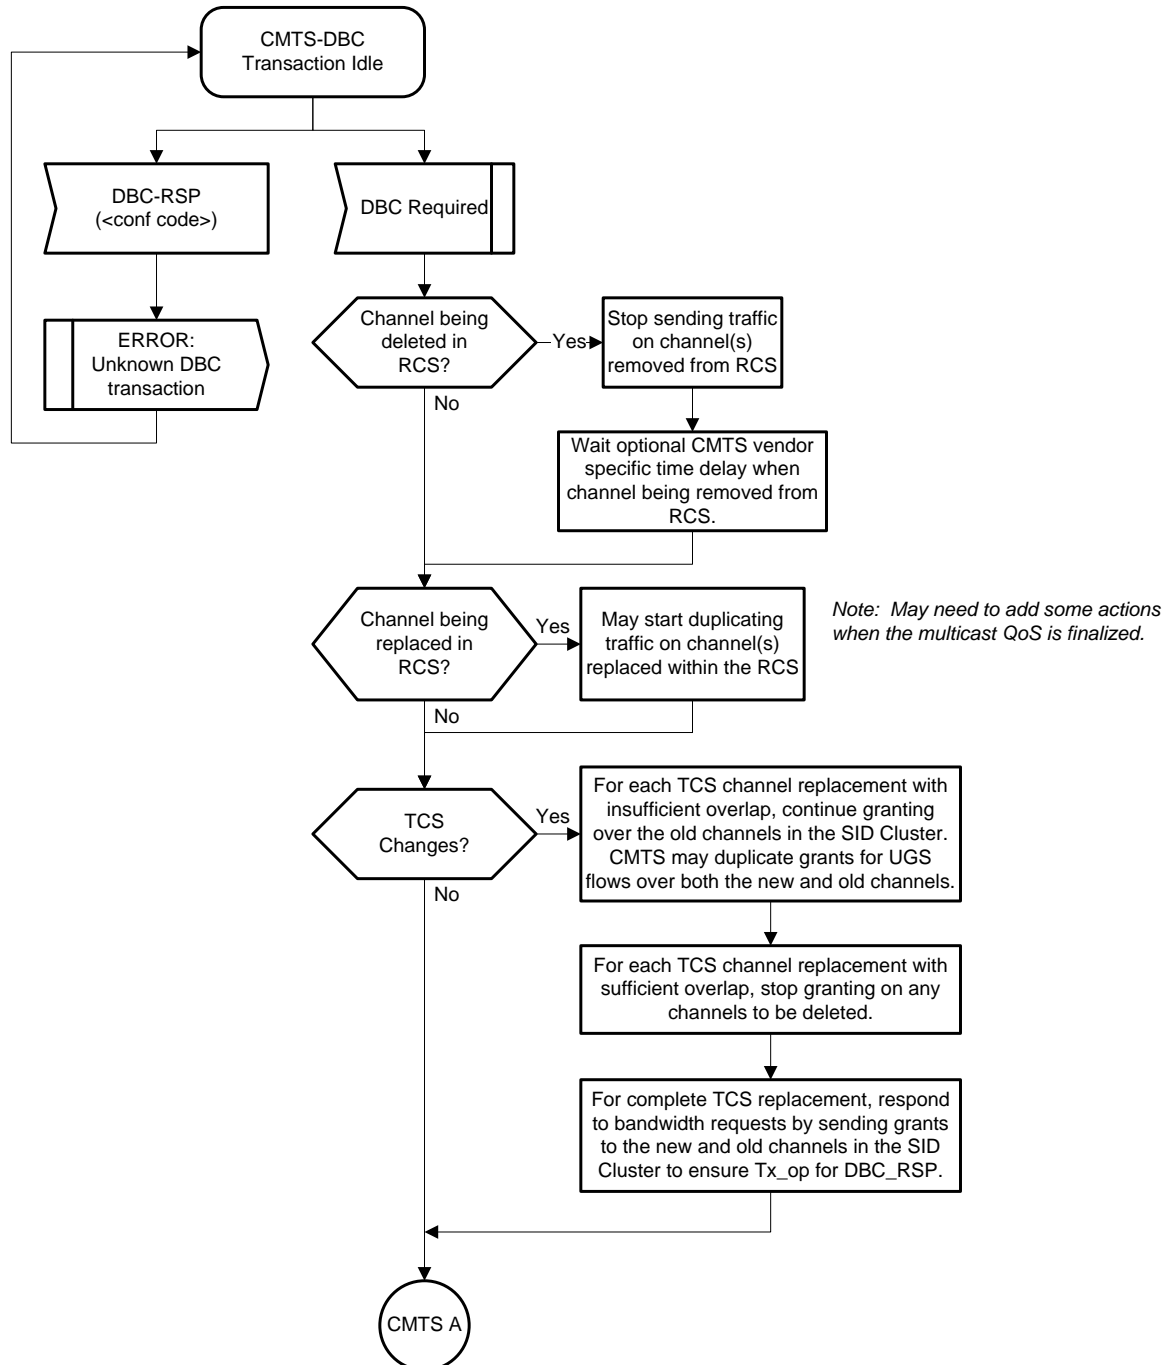 CMTS-DBC
Transaction Idle
DBC-RSP
(<conf code>)
DBC Required
ERROR:
Unknown DBC
transaction
Channel being
deleted in
RCS?
Yes
Stop sending traffic
on channel(s)
removed from RCS
No
Wait optional CMTS vendor
specific time delay when
channel being removed from
RCS.
Channel being
replaced in
RCS?
Yes
May start duplicating
traffic on channel(s)
replaced within the RCS
Note:  May need to add some actions
when the multicast QoS is finalized.
No
TCS
Changes?
Yes
For each TCS channel replacement with
insufficient overlap, continue granting
over the old channels in the SID Cluster.
CMTS may duplicate grants for UGS
flows over both the new and old channels.
No
For each TCS channel replacement with
sufficient overlap, stop granting on any
channels to be deleted.
For complete TCS replacement, respond
to bandwidth requests by sending grants
to the new and old channels in the SID
Cluster to ensure Tx_op for DBC_RSP.
CMTS A